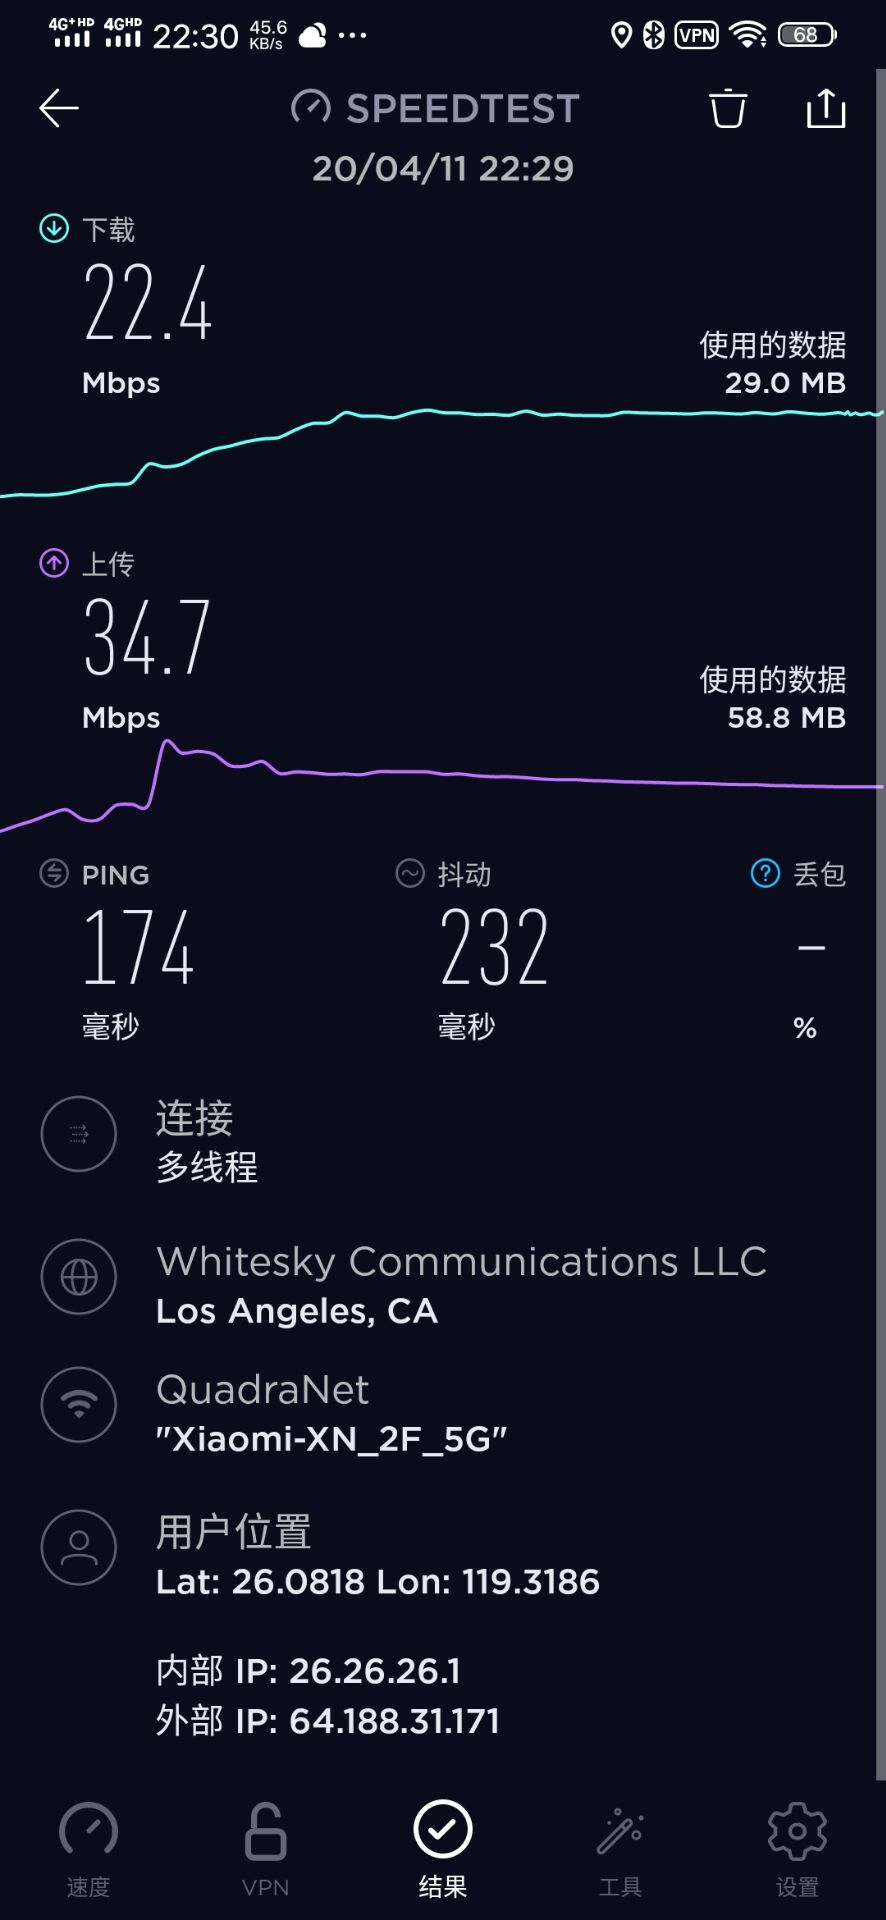 4G+HD 4GHD 22:30 45.6 KB/s ... VPN 68
SPEEDTEST
20/04/11 22:29
下载
22.4
Mbps
使用的数据
29.0 MB
上传
34.7
Mbps
使用的数据
58.8 MB
PING 抖动 ? 丢包
174 232 –
毫秒 毫秒 %
连接
多线程
Whitesky Communications LLC
Los Angeles, CA
QuadraNet
"Xiaomi-XN_2F_5G"
用户位置
Lat: 26.0818 Lon: 119.3186
内部 IP: 26.26.26.1
外部 IP: 64.188.31.171
速度 VPN 结果 工具 设置